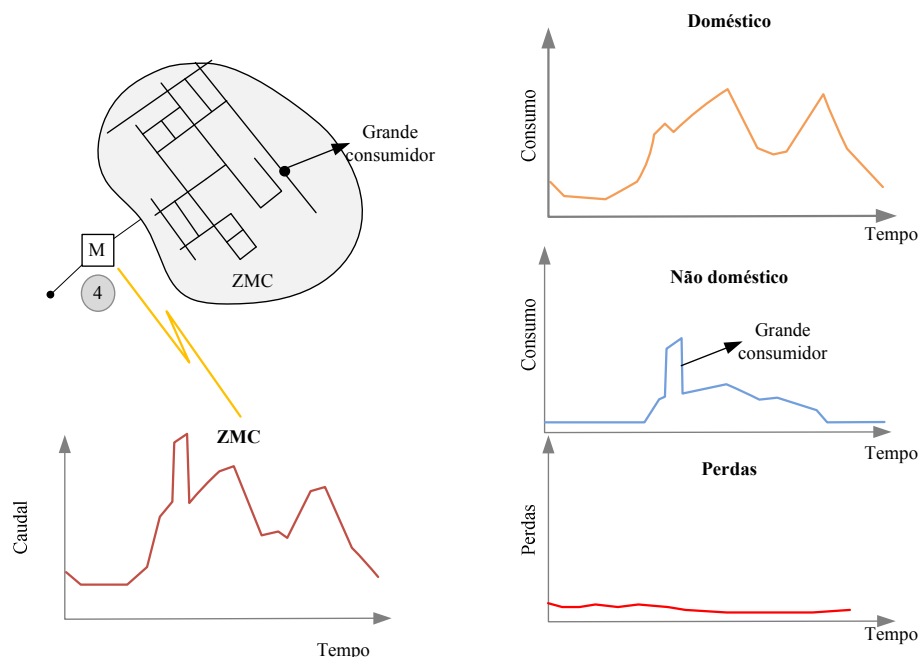 Grande
consumidor
M
4
ZMC
ZMC
Caudal
Tempo
Doméstico
Consumo
Tempo
Não doméstico
Consumo
Grande
consumidor
Tempo
Perdas
Perdas
Tempo